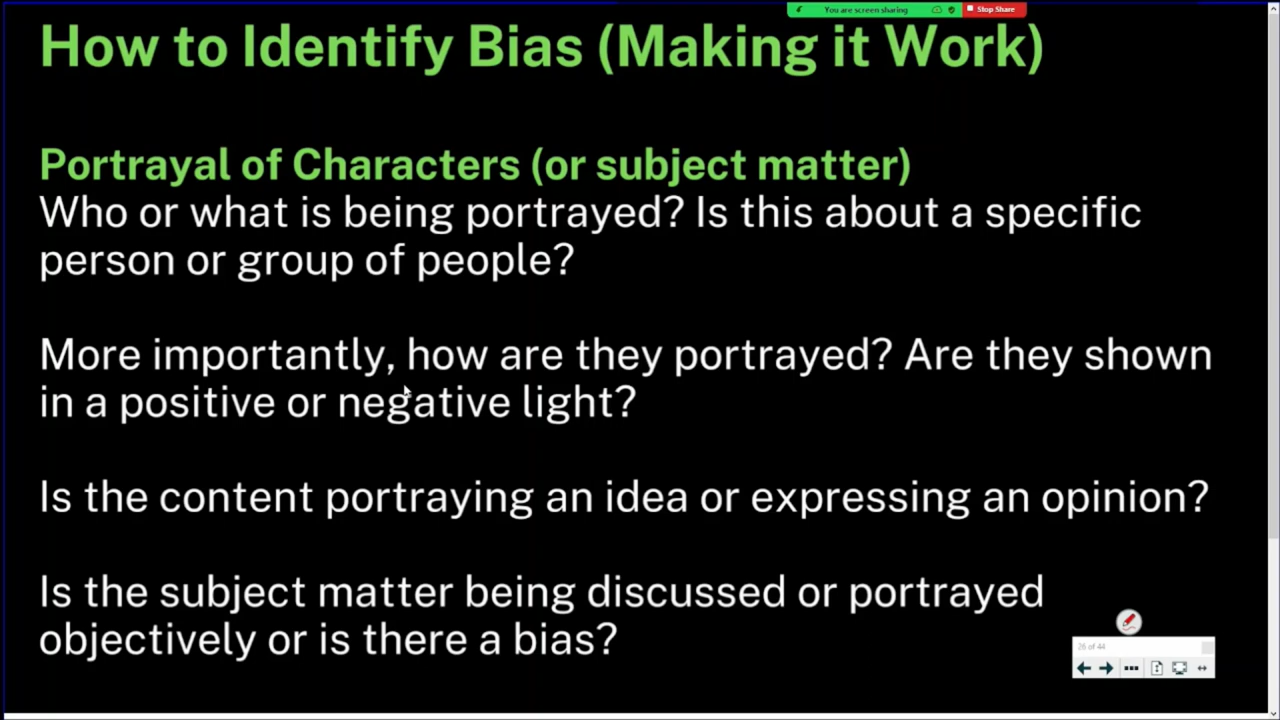 You are screen sharing
Stop Share
How to Identify Bias (Making it Work)
Portrayal of Characters (or subject matter)
Who or what is being portrayed? Is this about a specific
person or group of people?
More importantly, how are they portrayed? Are they shown
in a positive or negative light?
Is the content portraying an idea or expressing an opinion?
Is the subject matter being discussed or portrayed
objectively or is there a bias?
26 of 44